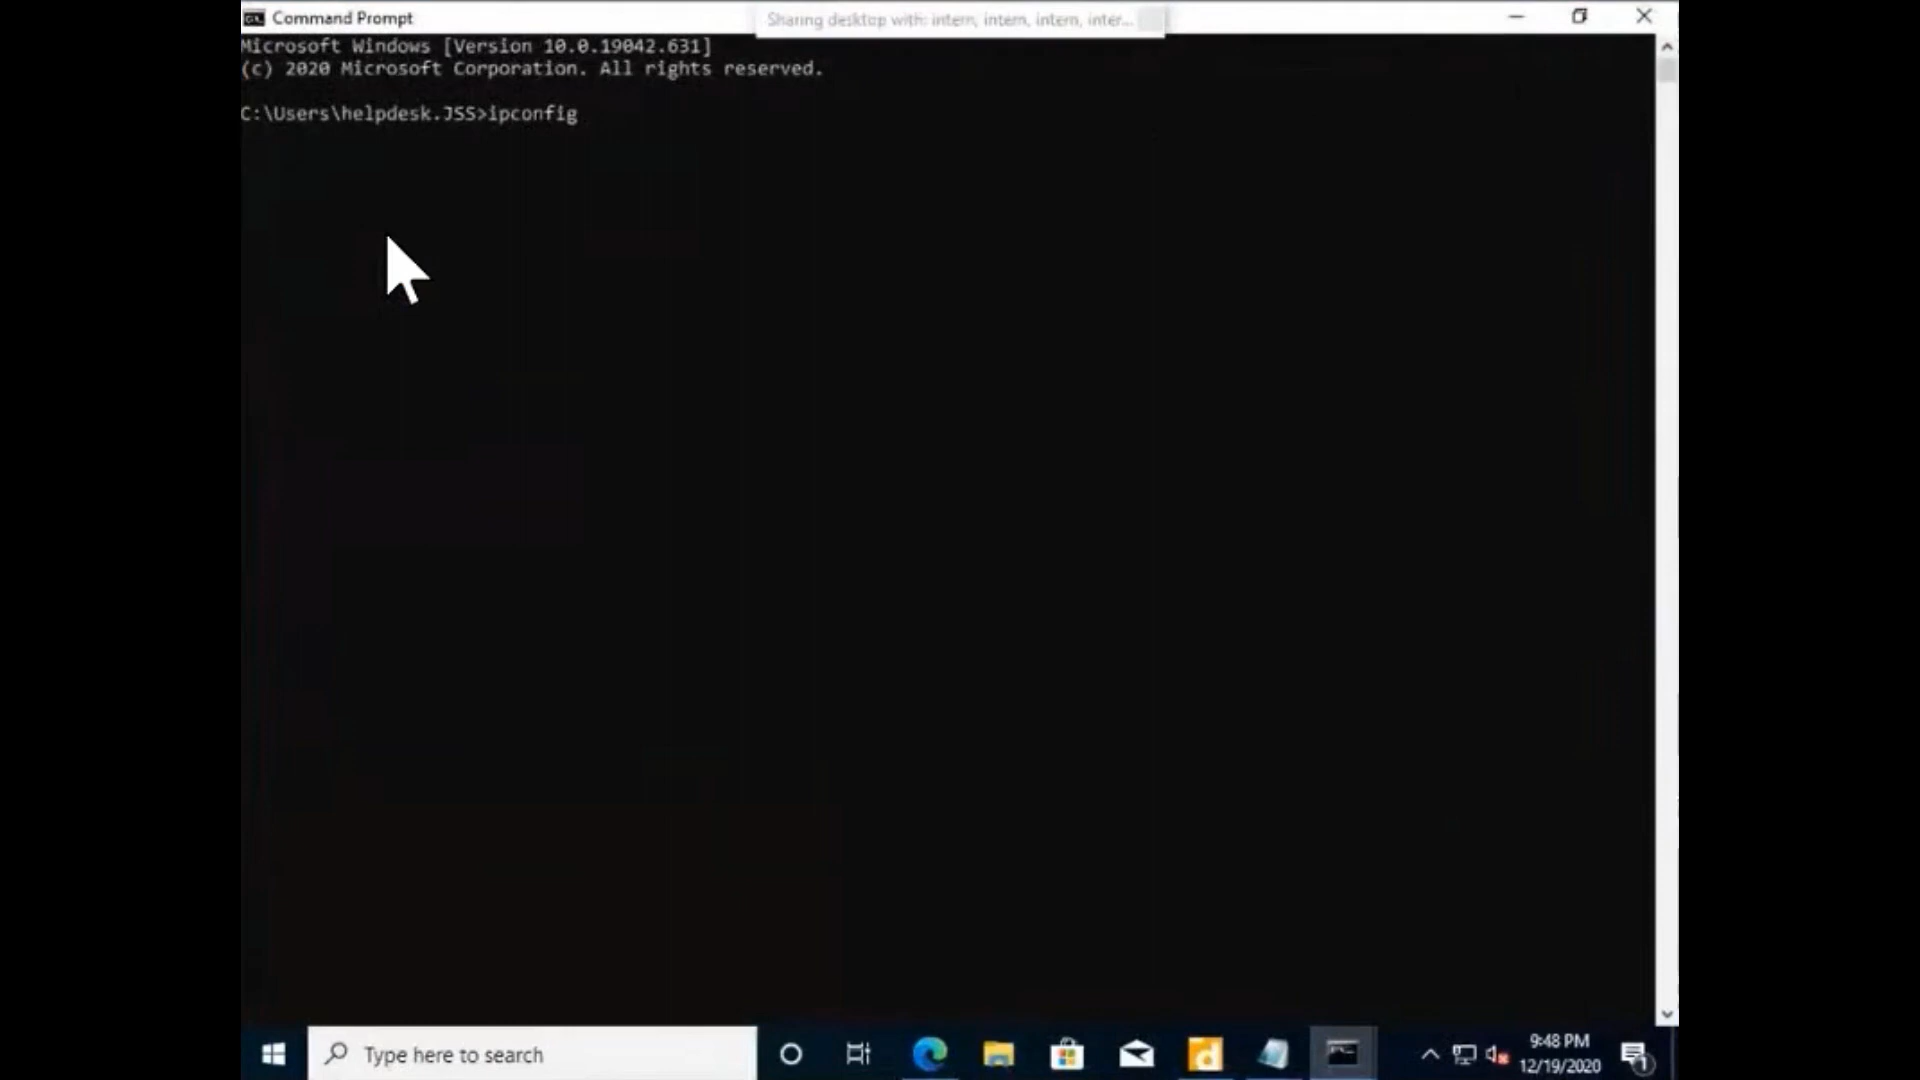 Command Prompt
Sharing desktop with: intern, intern, intern, inter...
Microsoft Windows [Version 10.0.19042.631]
(c) 2020 Microsoft Corporation. All rights reserved.
C:\Users\helpdesk.JSS>ipconfig
Type here to search
9:48 PM
12/19/2020
1